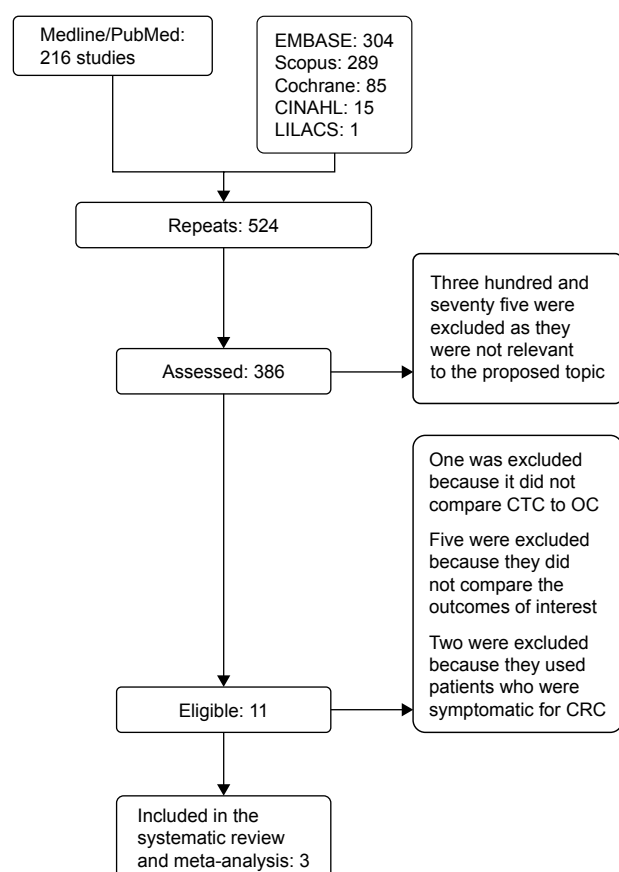 Medline/PubMed:
216 studies
EMBASE: 304
Scopus: 289
Cochrane: 85
CINAHL: 15
LILACS: 1
Repeats: 524
Three hundred and
seventy five were
excluded as they
were not relevant
to the proposed topic
Assessed: 386
One was excluded
because it did not
compare CTC to OC
Five were excluded
because they did
not compare the
outcomes of interest
Two were excluded
because they used
patients who were
symptomatic for CRC
Eligible: 11
Included in the
systematic review
and meta-analysis: 3